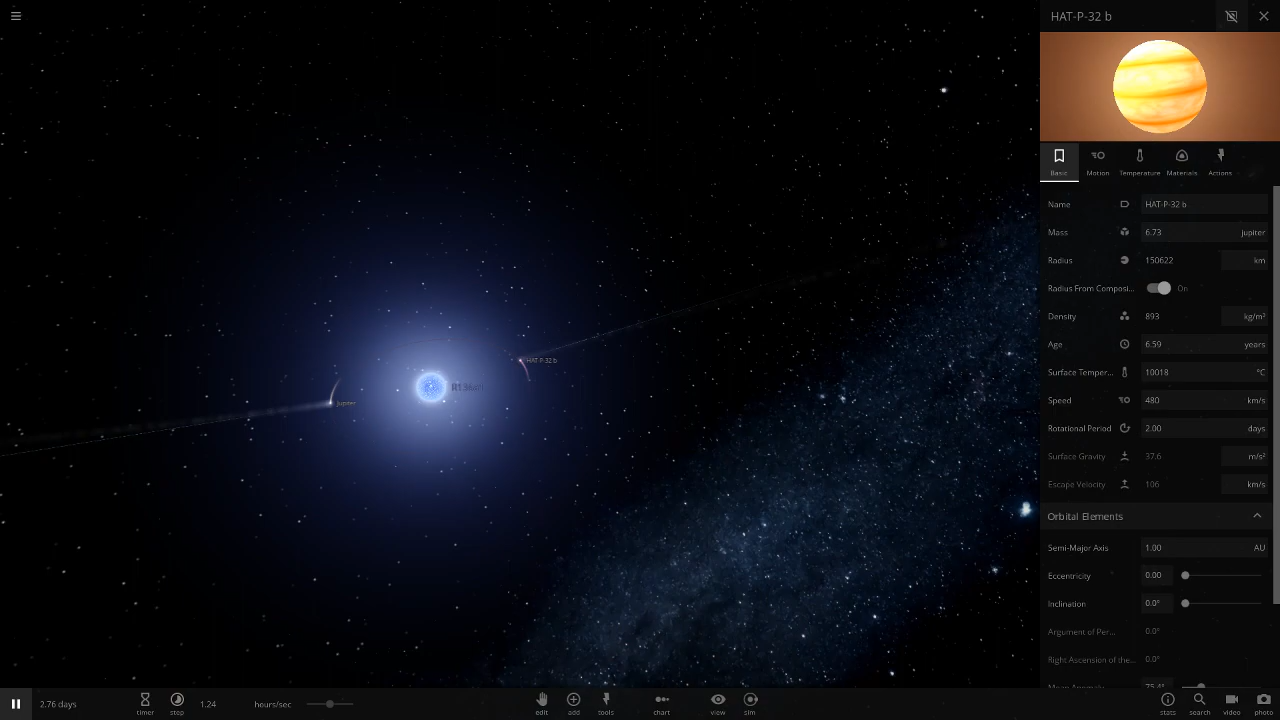 HAT-P-32 b
Basic Motion Temperature Materials Actions
Name HAT-P-32 b
Mass 6.73 jupiter
Radius 150622 km
Radius From Composi... On
Density 893 kg/m³
Age 6.59 years
Surface Temper... 10018 °C
Speed 480 km/s
Rotational Period 2.00 days
Surface Gravity 37.6 m/s²
Escape Velocity 106 km/s
Orbital Elements
Semi-Major Axis 1.00 AU
Eccentricity 0.00
Inclination 0.0°
Argument of Per... 0.0°
Right Ascension of the... 0.0°
Mean Anomaly 75.4°
HAT-P-32 b
Jupiter
2.76 days
timer
step
1.24 hours/sec
edit add tools chart view sim
stats search video photo